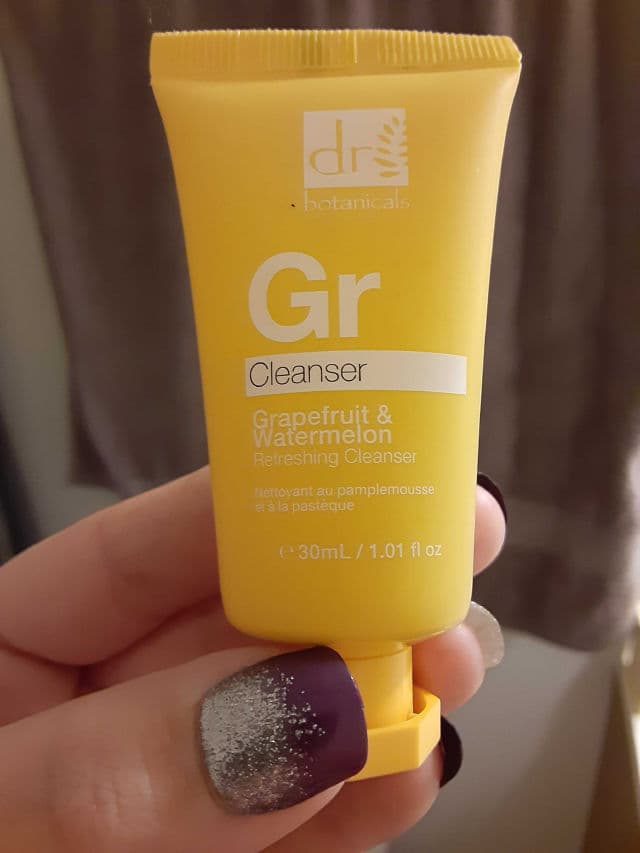 dr
botanicals
Gr
Cleanser
Grapefruit &
Watermelon
Refreshing Cleanser
Nettoyant au pamplemousse
et à la pastèque
℮ 30mL / 1.01 fl oz